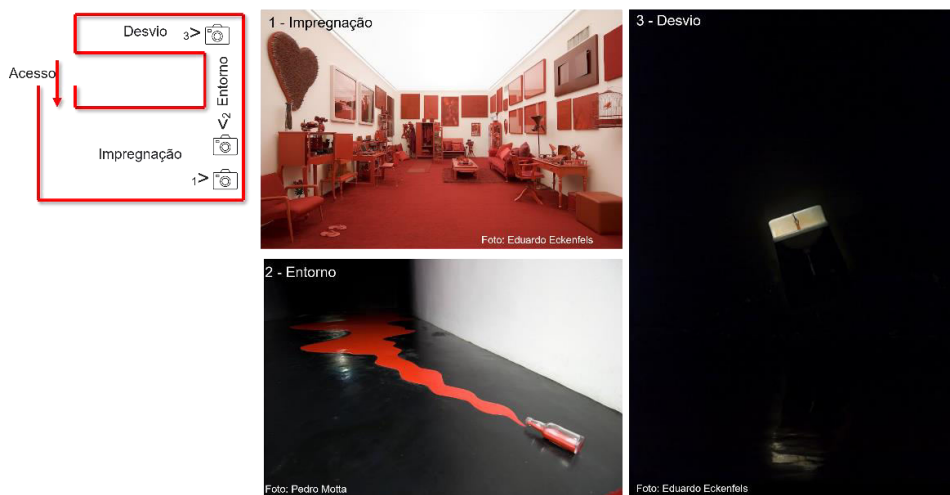 Desvio 3>
Acesso
Entorno
<2
Impregnação
1>
1 - Impregnação
Foto: Eduardo Eckenfels
2 - Entorno
Foto: Pedro Motta
3 - Desvio
Foto: Eduardo Eckenfels